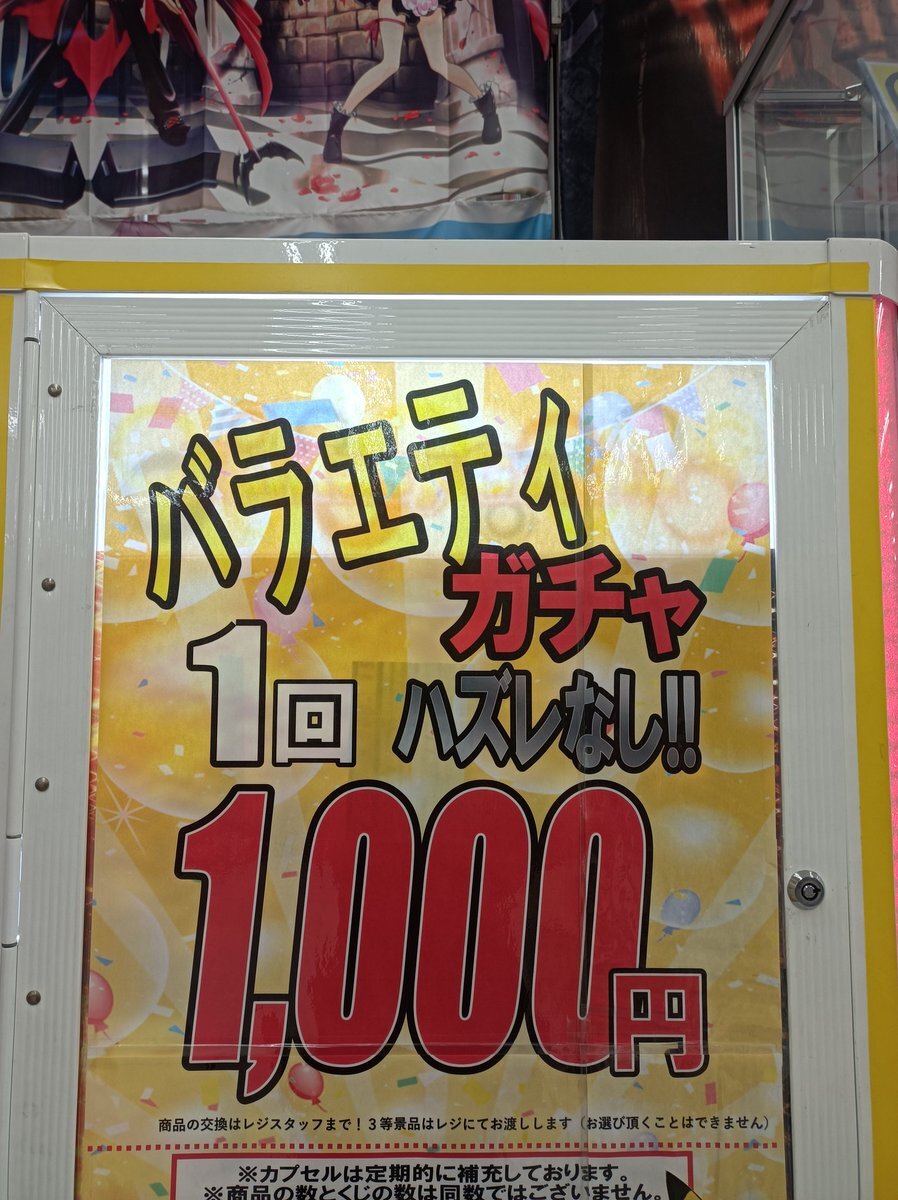 バラエティ
ガチャ
1回 ハズレなし!!
1,000円
商品の交換はレジスタッフまで！３等景品はレジにてお渡しします（お選び頂くことはできません）
※カプセルは定期的に補充しております。
※商品の数とくじの数は同数ではございません。